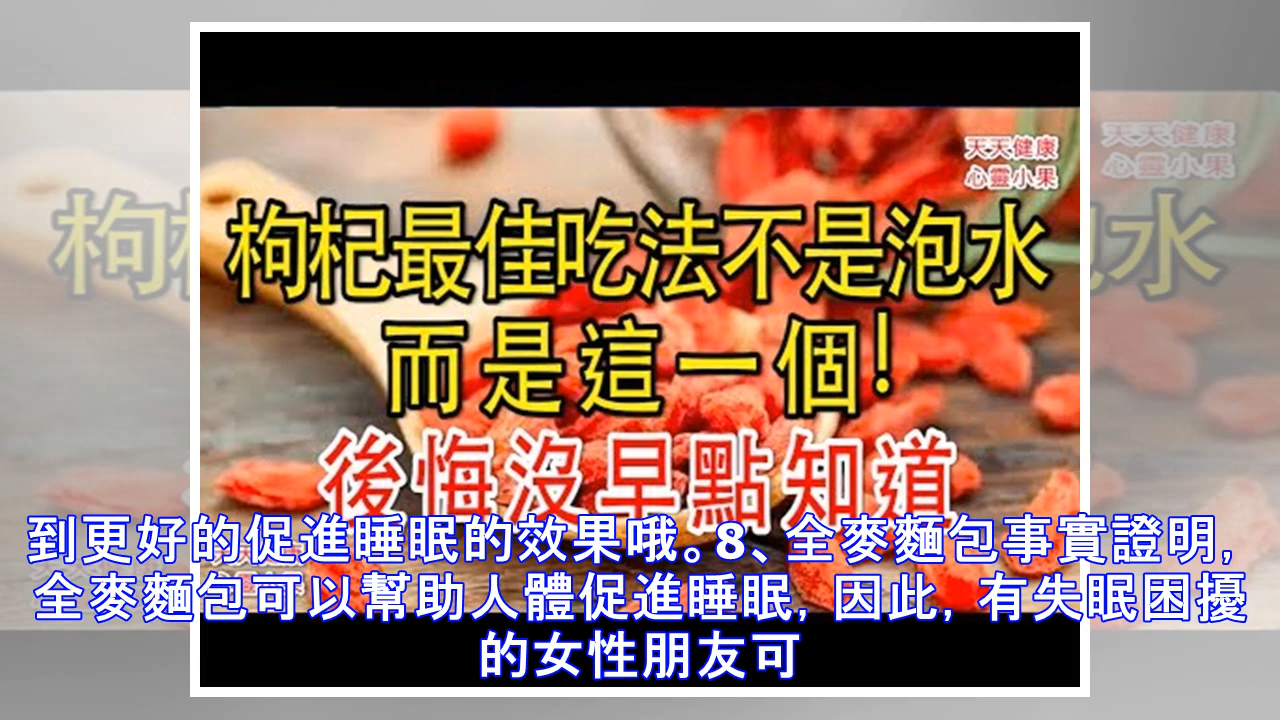 天天健康
心靈小果
枸杞最佳吃法不是泡水
而是這一個!
後悔沒早點知道
到更好的促進睡眠的效果哦。8、全麥麵包事實證明,
全麥麵包可以幫助人體促進睡眠, 因此, 有失眠困擾
的女性朋友可